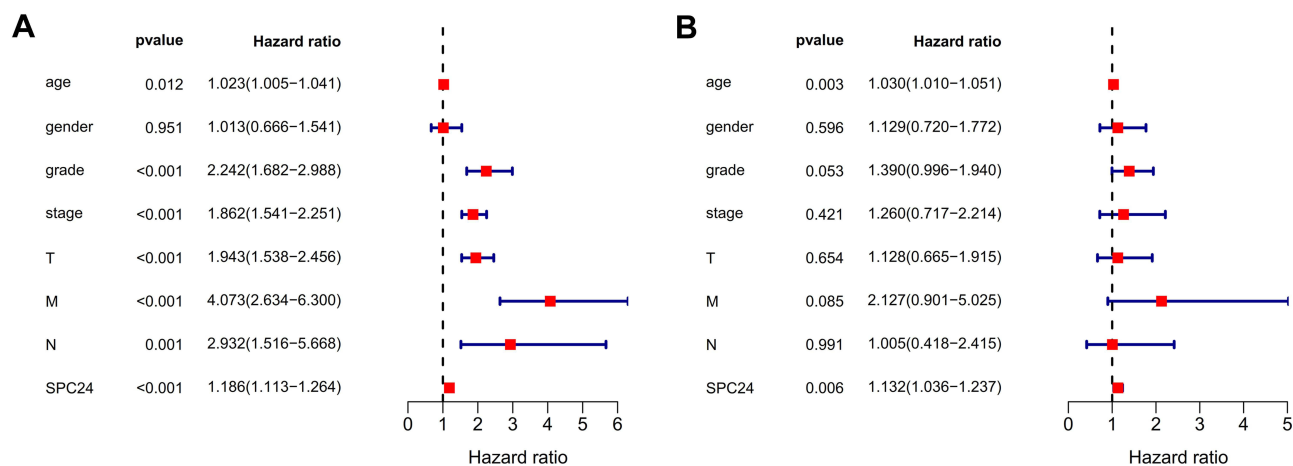 A
pvalue Hazard ratio
age 0.012 1.023(1.005−1.041)
gender 0.951 1.013(0.666−1.541)
grade <0.001 2.242(1.682−2.988)
stage <0.001 1.862(1.541−2.251)
T <0.001 1.943(1.538−2.456)
M <0.001 4.073(2.634−6.300)
N 0.001 2.932(1.516−5.668)
SPC24 <0.001 1.186(1.113−1.264)
0 1 2 3 4 5 6
Hazard ratio
B
pvalue Hazard ratio
age 0.003 1.030(1.010−1.051)
gender 0.596 1.129(0.720−1.772)
grade 0.053 1.390(0.996−1.940)
stage 0.421 1.260(0.717−2.214)
T 0.654 1.128(0.665−1.915)
M 0.085 2.127(0.901−5.025)
N 0.991 1.005(0.418−2.415)
SPC24 0.006 1.132(1.036−1.237)
0 1 2 3 4 5
Hazard ratio